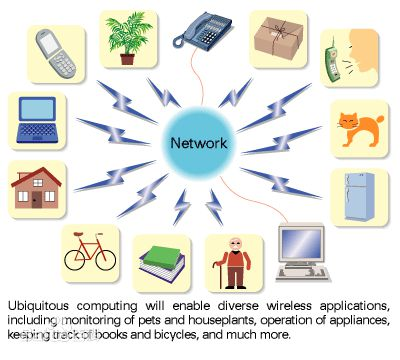 Network
Ubiquitous computing will enable diverse wireless applications,
including monitoring of pets and houseplants, operation of appliances,
keeping track of books and bicycles, and much more.